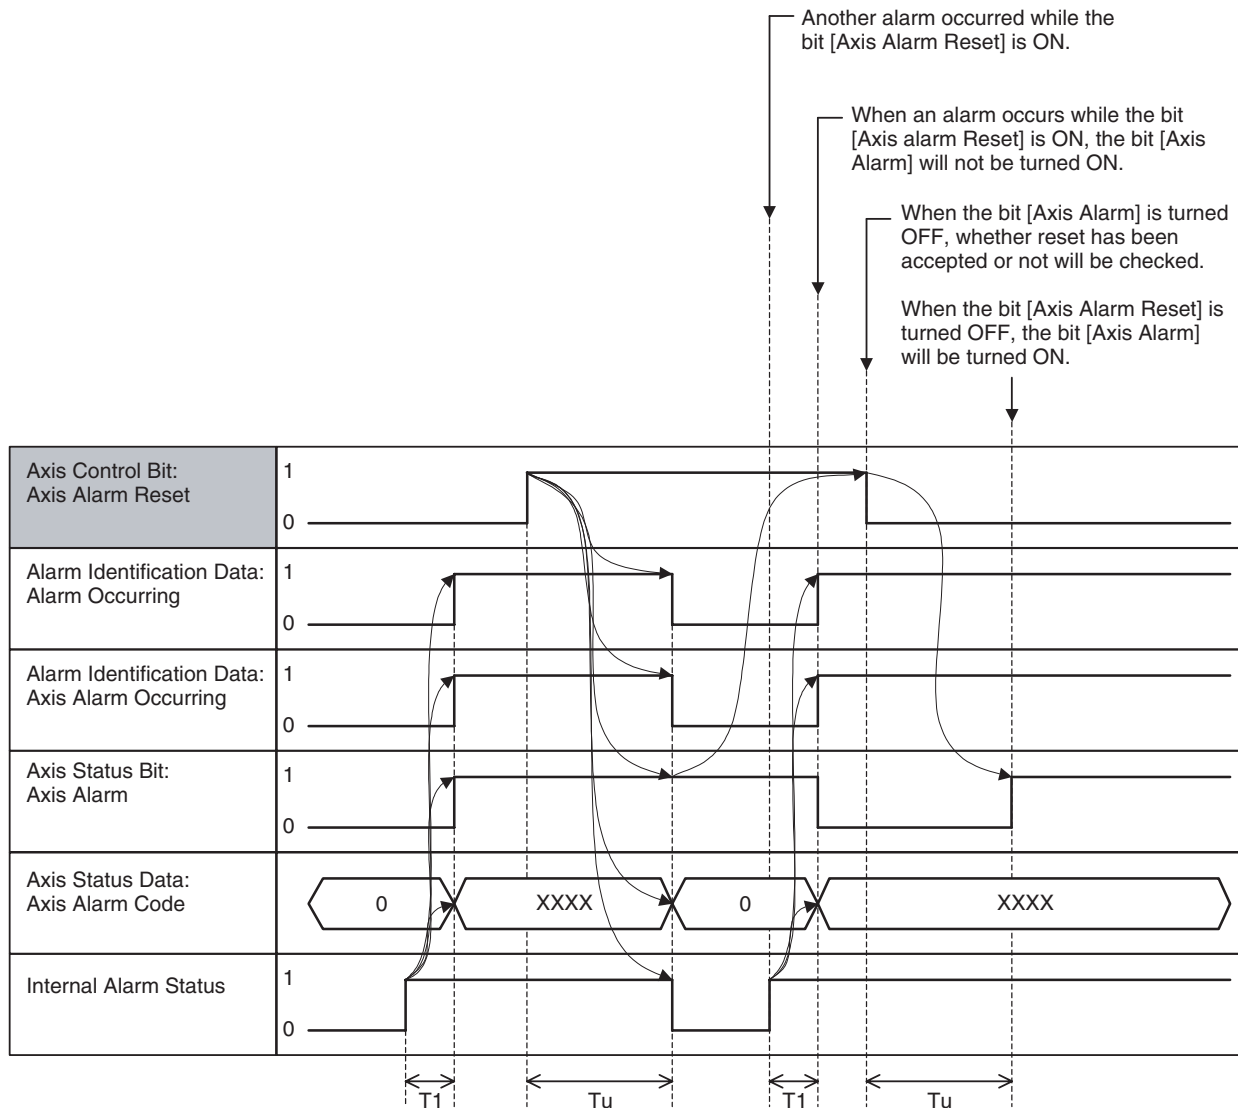 Another alarm occurred while the
bit [Axis Alarm Reset] is ON.
When an alarm occurs while the bit
[Axis alarm Reset] is ON, the bit [Axis
Alarm] will not be turned ON.
When the bit [Axis Alarm] is turned
OFF, whether reset has been
accepted or not will be checked.
When the bit [Axis Alarm Reset] is
turned OFF, the bit [Axis Alarm]
will be turned ON.
Axis Control Bit:
Axis Alarm Reset
1
0
Alarm Identification Data:
Alarm Occurring
1
0
Alarm Identification Data:
Axis Alarm Occurring
1
0
Axis Status Bit:
Axis Alarm
1
0
Axis Status Data:
Axis Alarm Code
0 XXXX 0 XXXX
Internal Alarm Status
1
0
T1 Tu T1 Tu